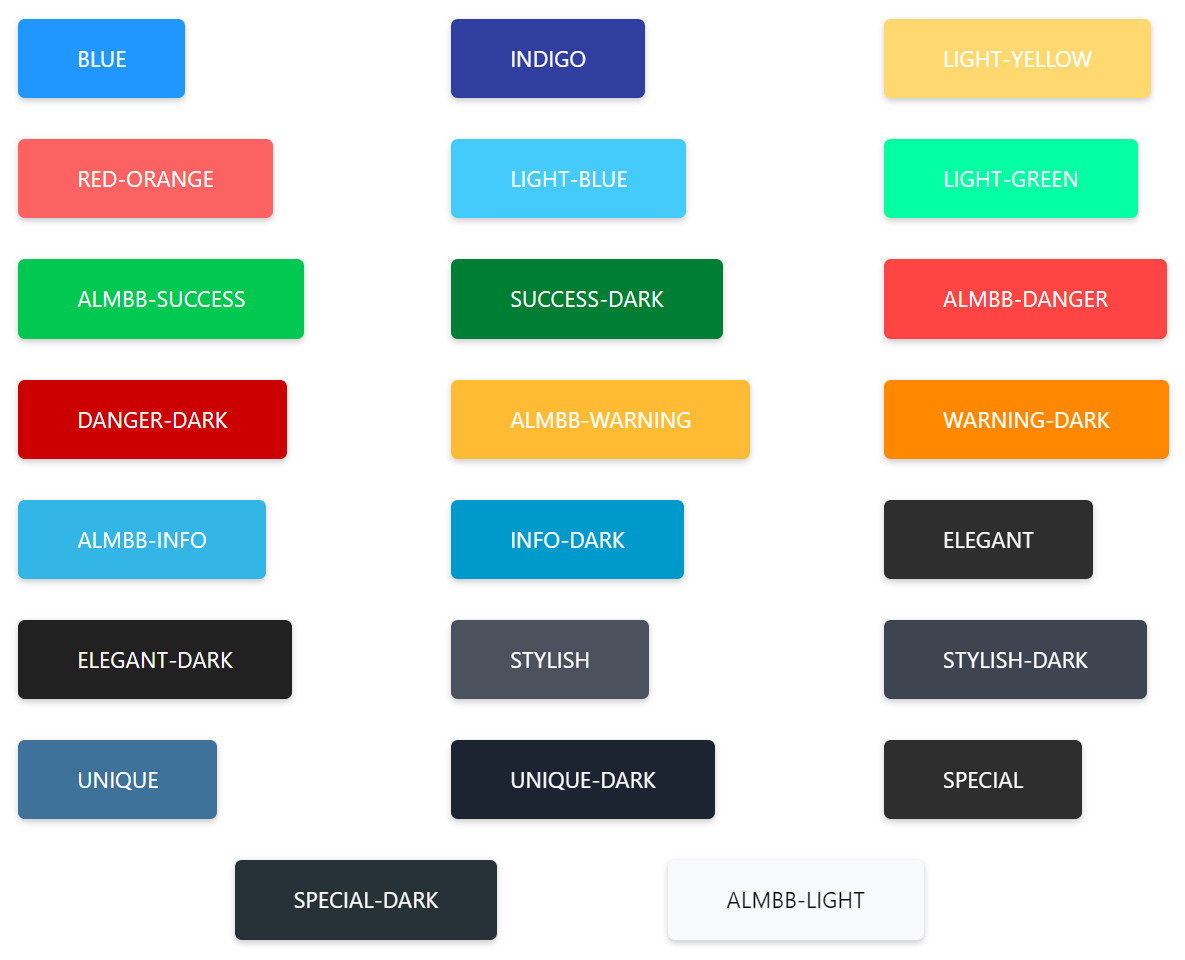 BLUE
INDIGO
LIGHT-YELLOW
RED-ORANGE
LIGHT-BLUE
LIGHT-GREEN
ALMBB-SUCCESS
SUCCESS-DARK
ALMBB-DANGER
DANGER-DARK
ALMBB-WARNING
WARNING-DARK
ALMBB-INFO
INFO-DARK
ELEGANT
ELEGANT-DARK
STYLISH
STYLISH-DARK
UNIQUE
UNIQUE-DARK
SPECIAL
SPECIAL-DARK
ALMBB-LIGHT